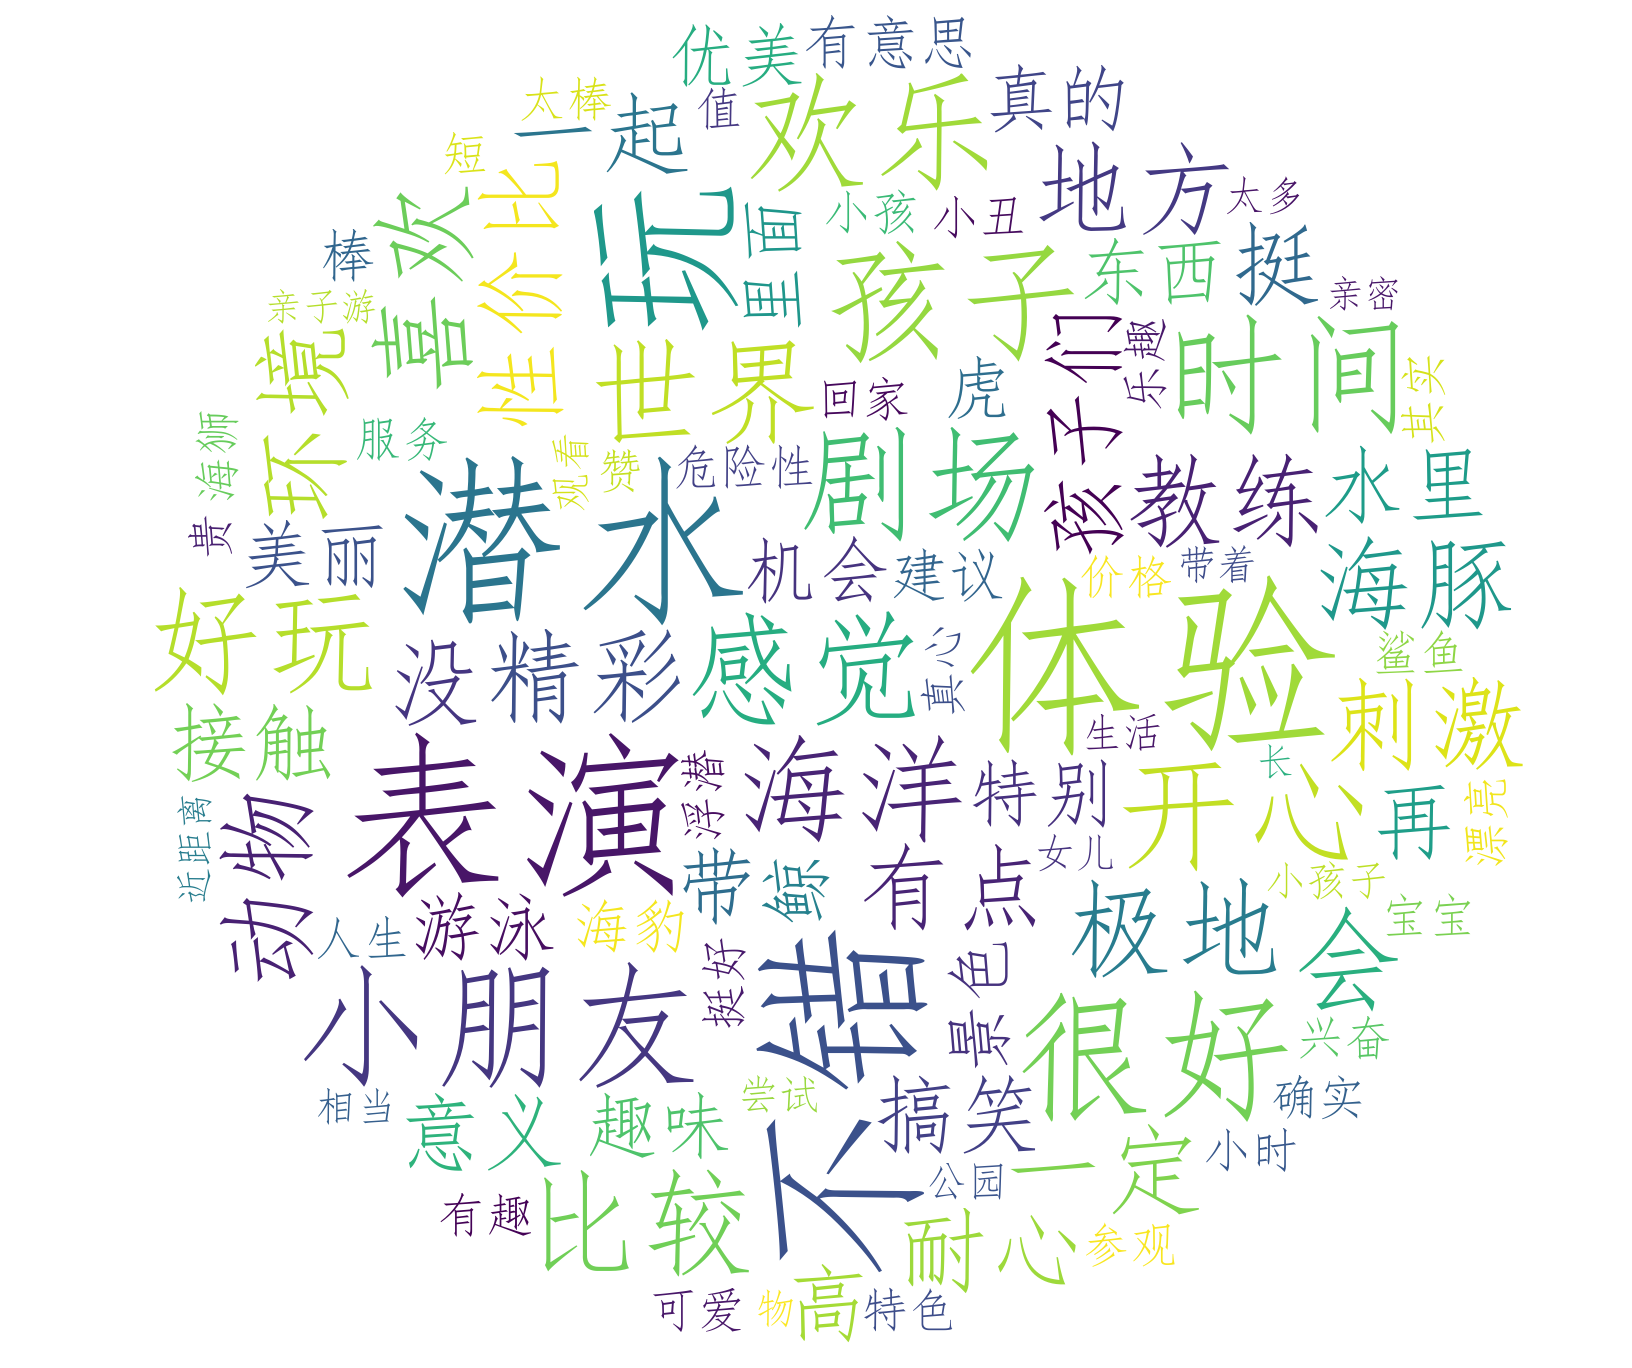 优美
有意思
太棒
值
欢乐
真的
一起
短
性价比
喜欢
玩
里面
小孩
小丑
地方
太多
棒
亲子游
环境
世界
孩子
东西
挺
亲密
孩子们
乐趣
时间
其实
海狮
服务
观看
赞
危险性
回家
虎
剧场
教练
水里
贵
美丽
潜水
机会
建议
价格
带着
海豚
好玩
没
精彩
感觉
真心
体验
鲨鱼
接触
表演
浮潜
海洋
特别
生活
开心
长
刺激
近距离
动物
带
鲸
有点
女儿
再
漂亮
人生
游泳
海豹
挺好
不错
景色
极地
小孩子
会
宝宝
小朋友
很好
兴奋
相当
意义
趣味
尝试
搞笑
确实
有趣
比较
公园
一定
小时
耐心
参观
可爱
物
高
特色